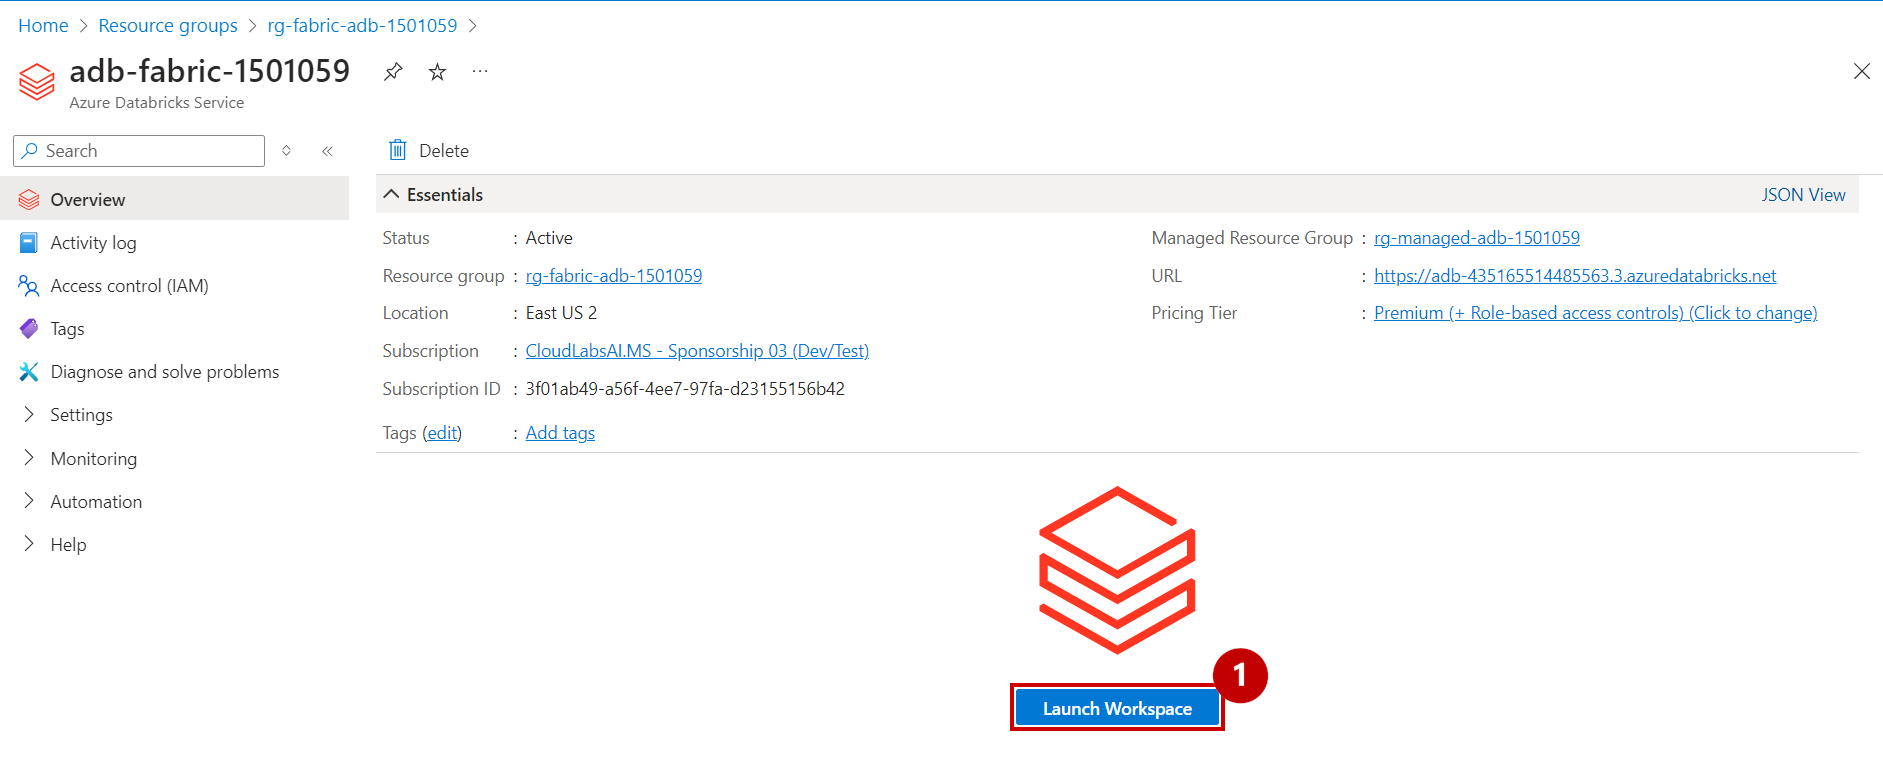 Home > Resource groups > rg-fabric-adb-1501059 >
adb-fabric-1501059
Azure Databricks Service
Search
Overview
Activity log
Access control (IAM)
Tags
Diagnose and solve problems
Settings
Monitoring
Automation
Help
Delete
Essentials
JSON View
Status : Active
Resource group : rg-fabric-adb-1501059
Location : East US 2
Subscription : CloudLabsAI.MS - Sponsorship 03 (Dev/Test)
Subscription ID : 3f01ab49-a56f-4ee7-97fa-d23155156b42
Tags (edit) : Add tags
Managed Resource Group : rg-managed-adb-1501059
URL : https://adb-435165514485563.3.azuredatabricks.net
Pricing Tier : Premium (+ Role-based access controls) (Click to change)
1
Launch Workspace